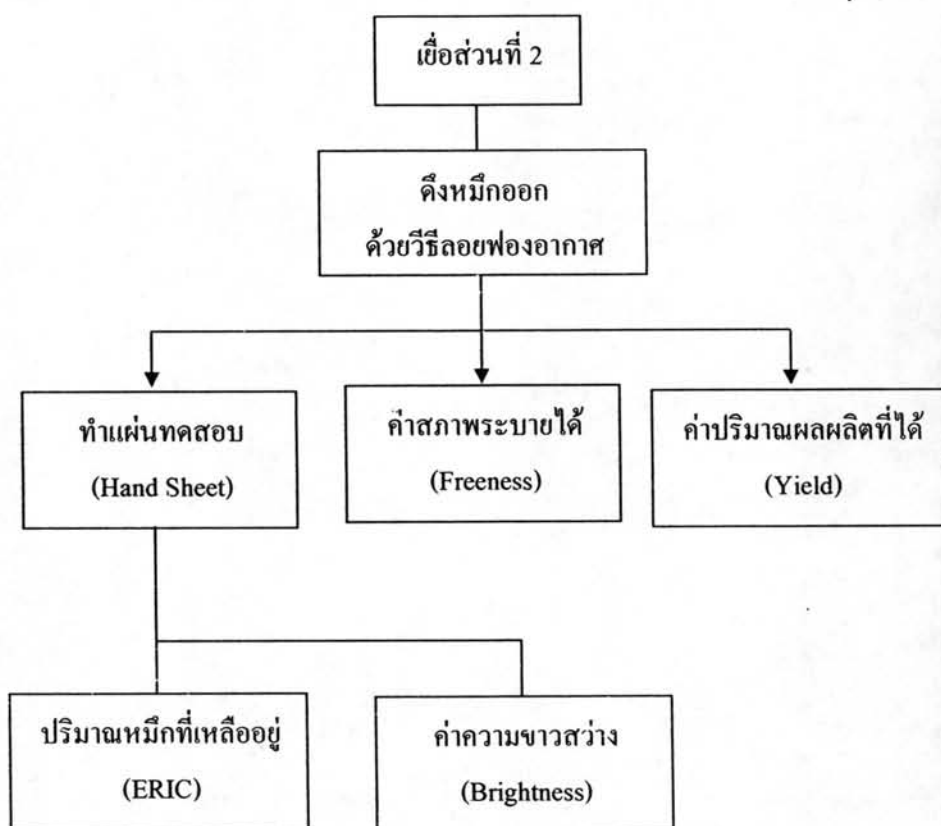 เยื่อส่วนที่ 2
ดึงหมึกออก
ด้วยวีธีลอยฟองอากาศ
ทำแผ่นทดสอบ
(Hand Sheet)
ค่าสภาพระบายได้
(Freeness)
ค่าปริมาณผลผลิตที่ได้
(Yield)
ปริมาณหมึกที่เหลืออยู่
(ERIC)
ค่าความขาวสว่าง
(Brightness)